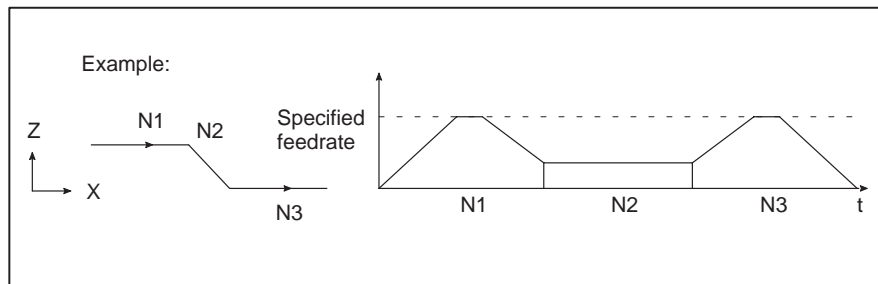 Example:
Z
X
N1
N2
N3
Specified
feedrate
N1
N2
N3
t